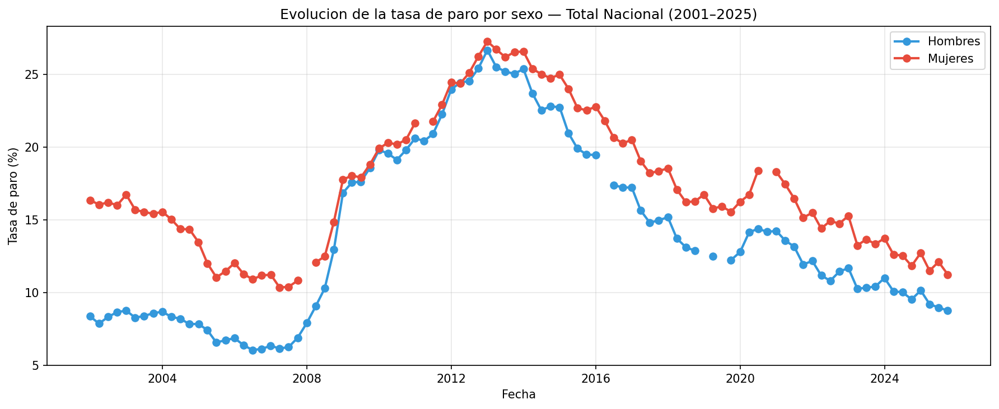 Evolucion de la tasa de paro por sexo — Total Nacional (2001–2025)
Hombres
Mujeres
Tasa de paro (%)
25
20
15
10
5
2004
2008
2012
2016
2020
2024
Fecha